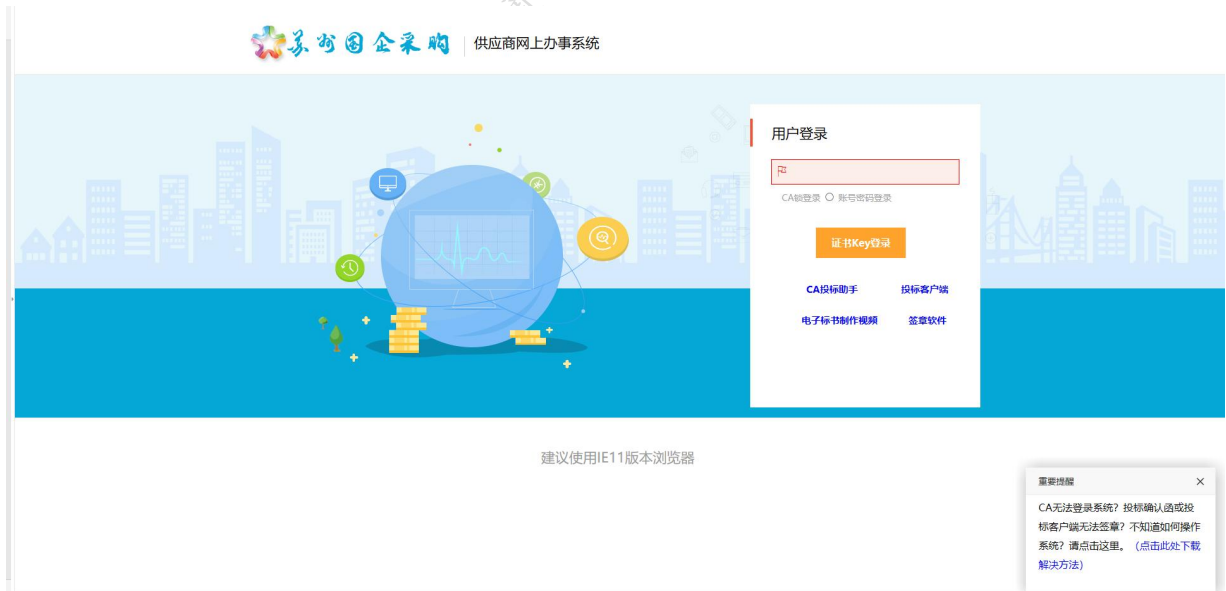 苏州国企采购 供应商网上办事系统
用户登录
CA锁登录 账号密码登录
证书Key登录
CA投标助手 投标客户端
电子标书制作视频 签章软件
建议使用IE11版本浏览器
重要提醒
CA无法登录系统？投标确认函或投
标客户端无法签章？不知道如何操作
系统？请点击这里。（点击此处下载
解决方法）